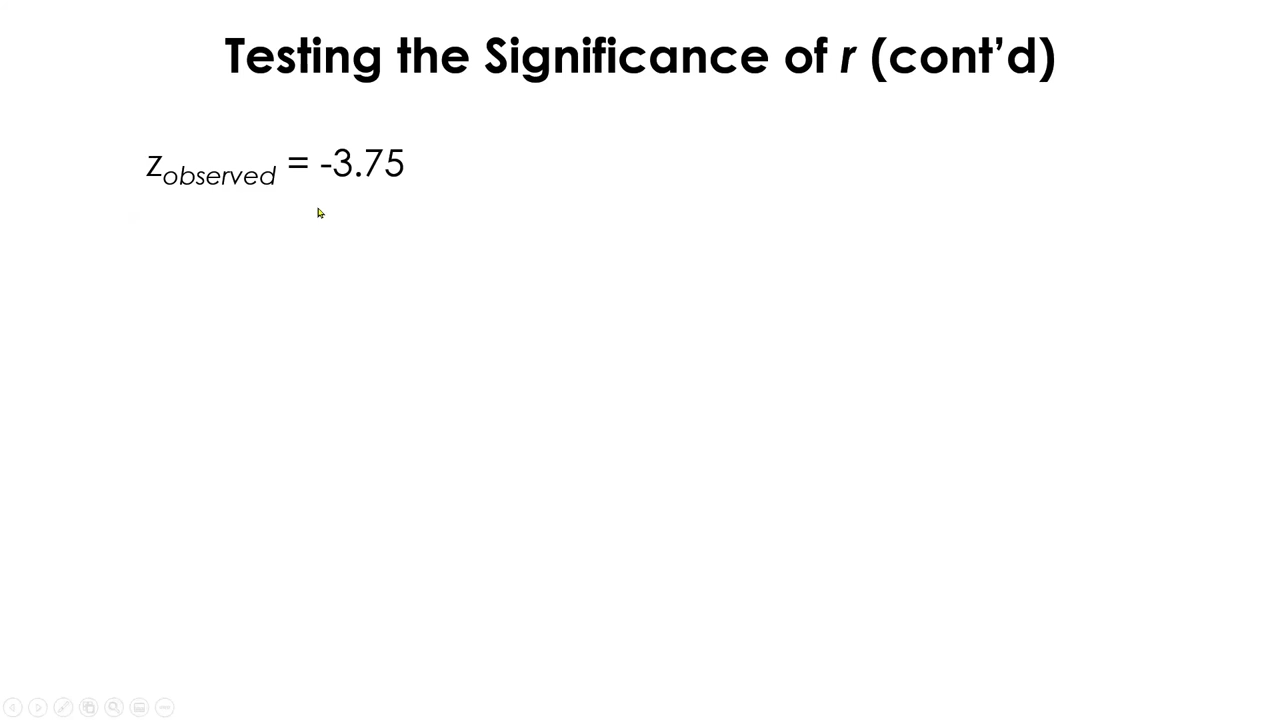 Testing the Significance of r (cont’d)
zobserved = -3.75